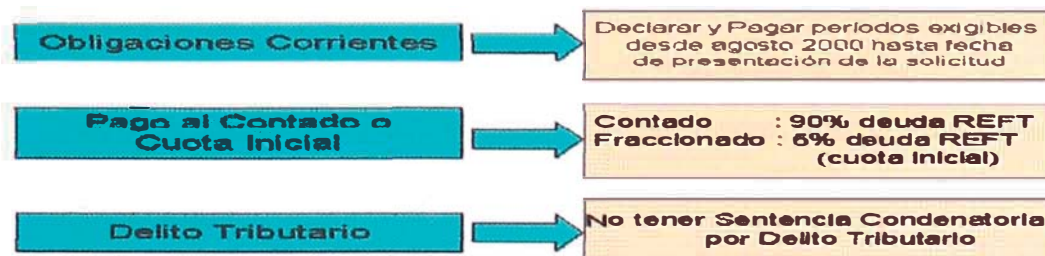 Obligaciones Corrientes
Declarar y Pagar períodos exigibles
desde agosto 2000 hasta fecha
de presentación de la solicitud
Pago al Contado o
Cuota Inicial
Contado : 90% deuda REFT
Fraccionado : 5% deuda REFT
(cuota inicial)
Delito Tributario
No tener Sentencia Condenatoria
por Delito Tributario